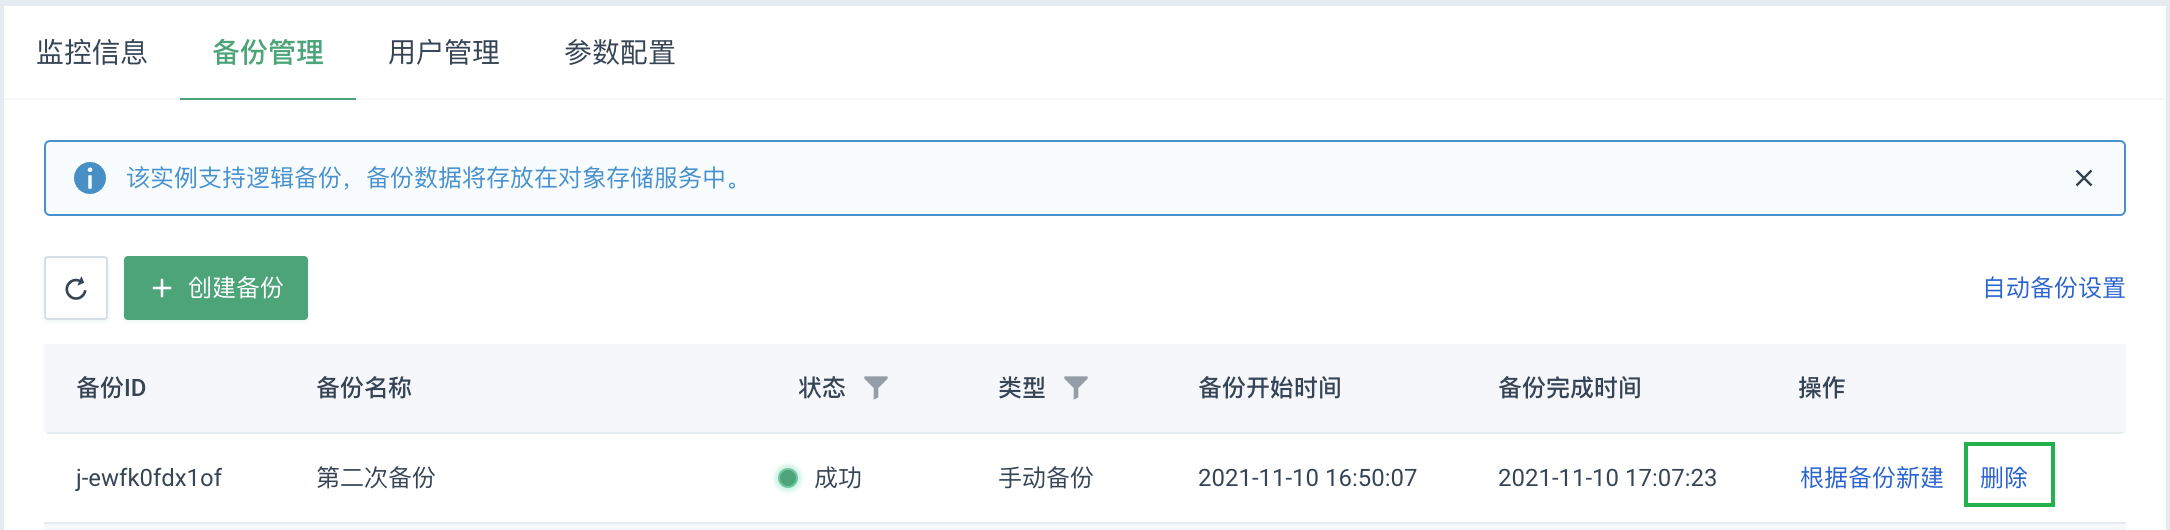 监控信息 备份管理 用户管理 参数配置
该实例支持逻辑备份，备份数据将存放在对象存储服务中。
创建备份 自动备份设置
备份ID 备份名称 状态 类型 备份开始时间 备份完成时间 操作
j-ewfk0fdx1of 第二次备份 成功 手动备份 2021-11-10 16:50:07 2021-11-10 17:07:23 根据备份新建 删除